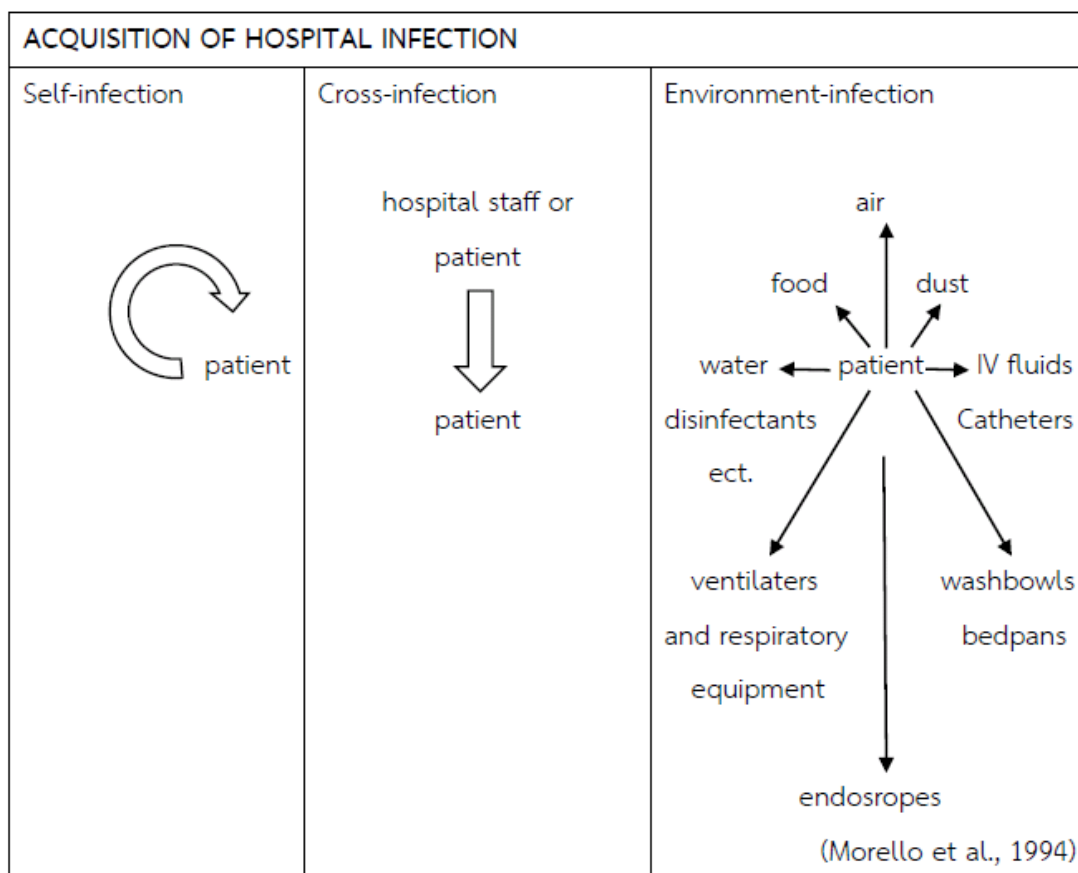 ACQUISITION OF HOSPITAL INFECTION
Self-infection
patient
Cross-infection
hospital staff or
patient
patient
Environment-infection
air
food
dust
water
patient
IV fluids
disinfectants
Catheters
ect.
ventilaters
washbowls
and respiratory
bedpans
equipment
endosropes
(Morello et al., 1994)